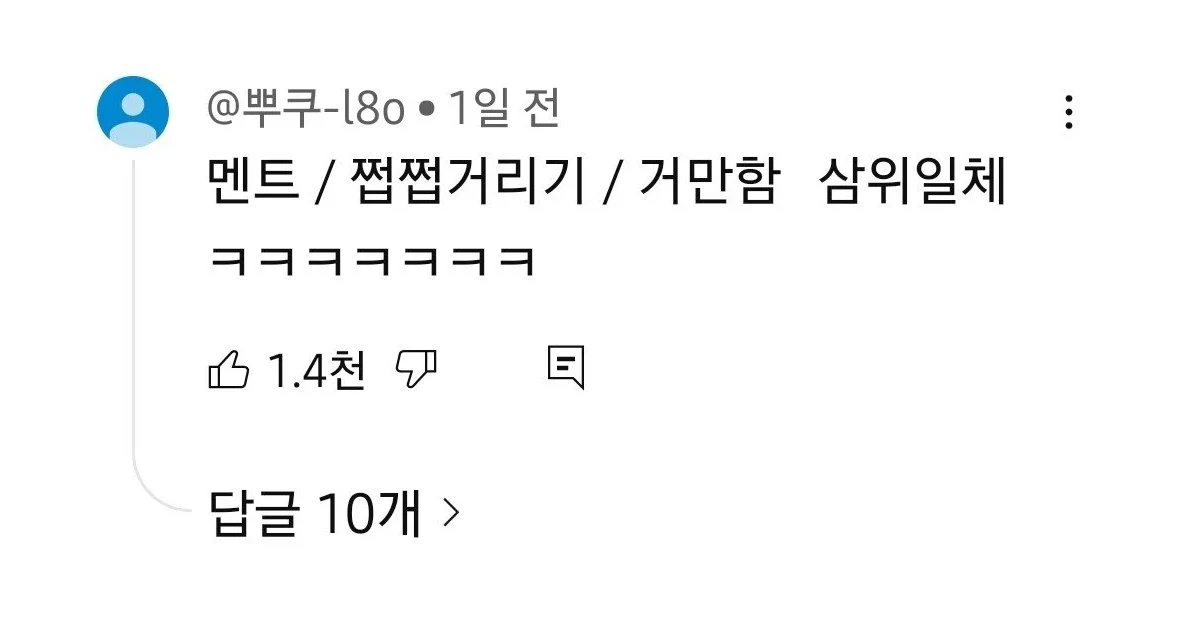 @뿌쿠-l8o • 1일 전
멘트 / 쩝쩝거리기 / 거만함 삼위일체
ㅋㅋㅋㅋㅋㅋㅋ
1.4천
답글 10개 >